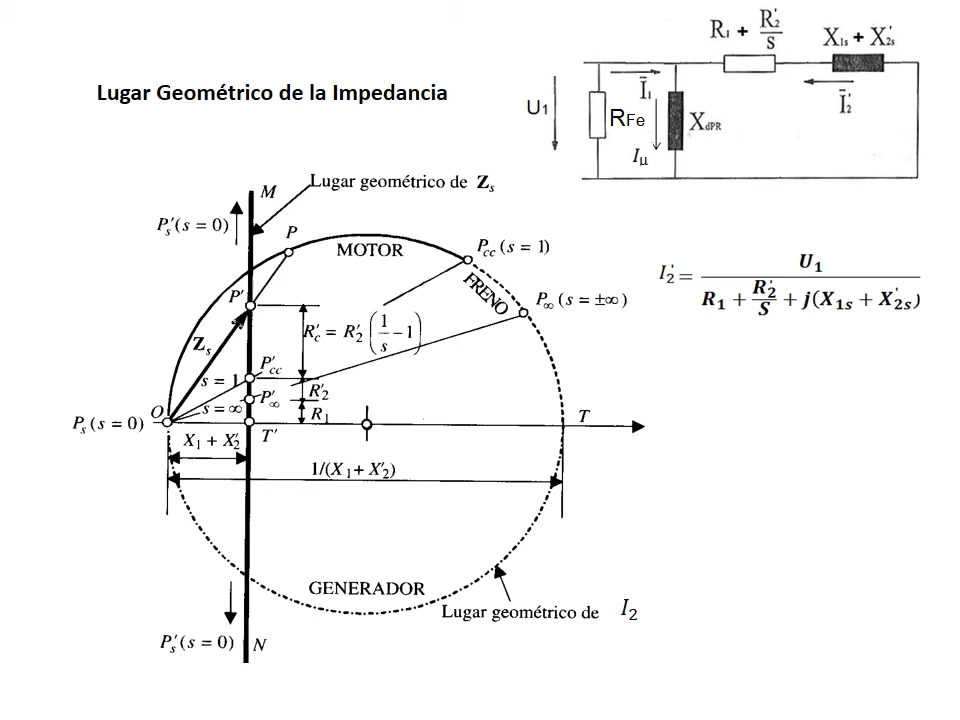 Lugar Geométrico de la Impedancia
R₁ + R'₂/S
X₁ₛ + X'₂ₛ
U1
RFe
Ī₁
Iμ
XdPR
Ī'₂
I'₂ = U₁ / (R₁ + R'₂/S + j(X₁ₛ + X'₂ₛ))
M
Lugar geométrico de Zₛ
P'ₛ(s = 0)
P
MOTOR
Pcc (s = 1)
FRENO
P∞ (s = ±∞)
P'
R'c = R'₂ (1/s − 1)
Zₛ
P'cc
s = 1
R'₂
P'∞
s = ∞
R₁
Pₛ (s = 0)
O
T'
T
X₁ + X'₂
1/(X₁ + X'₂)
GENERADOR
Lugar geométrico de I₂
P'ₛ(s = 0)
N